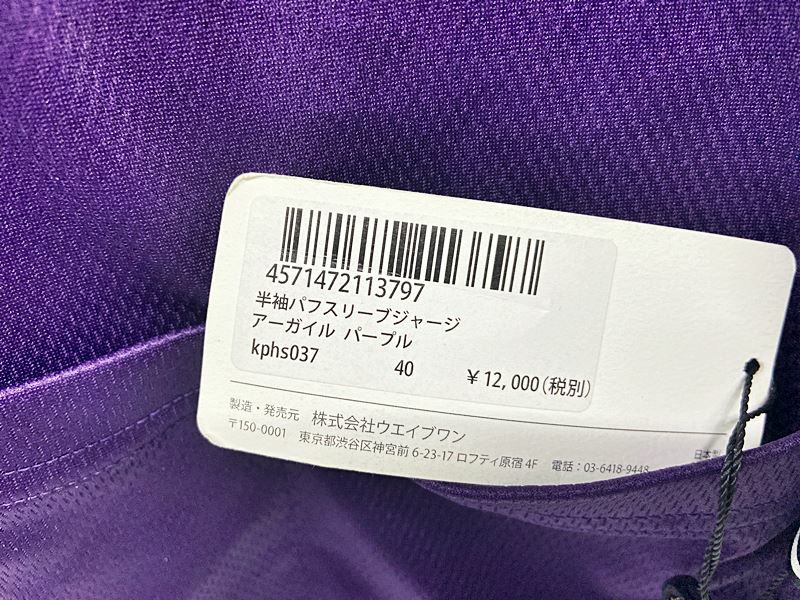 4571472113797
半袖パフスリーブジャージ
アーガイル パープル
kphs037 40 ¥12,000(税別)
製造・発売元 株式会社ウエイブワン
〒150-0001 東京都渋谷区神宮前 6-23-17 ロフティ原宿 4F 電話:03-6418-9448
日本製